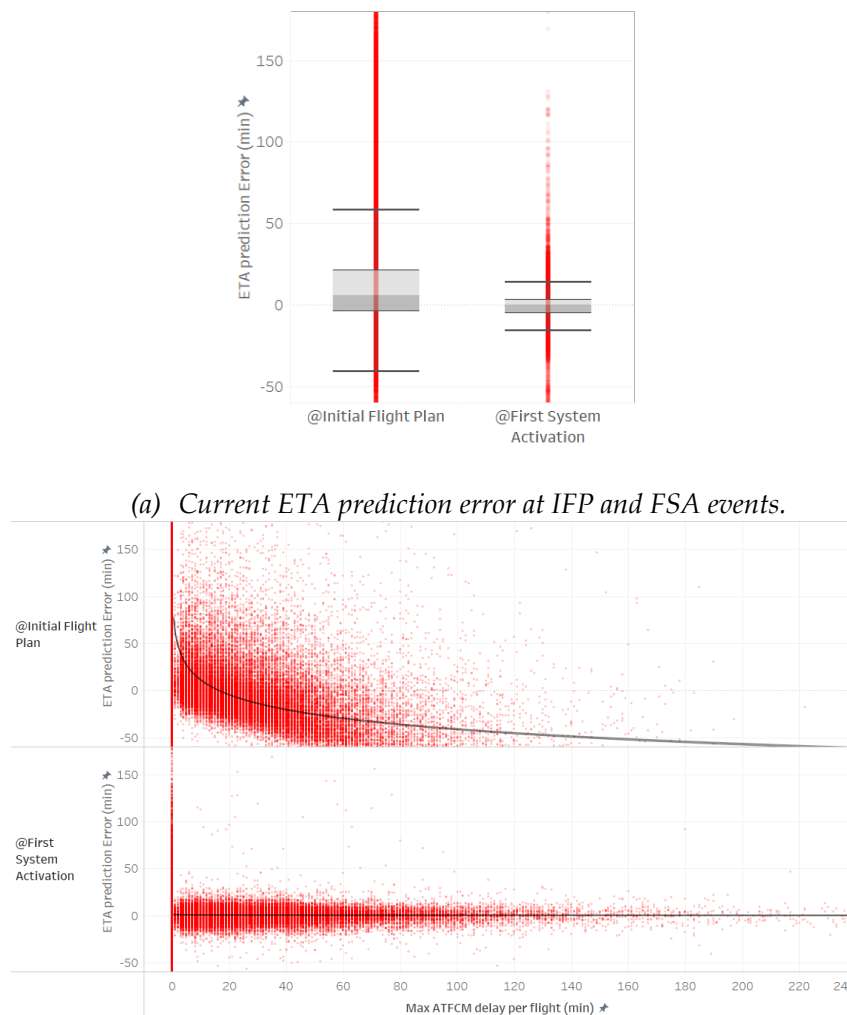 150
100
50
0
-50
ETA prediction Error (min)
@Initial Flight Plan
@First System
Activation
(a) Current ETA prediction error at IFP and FSA events.
@Initial Flight
Plan
ETA prediction Error (min)
150
100
50
0
-50
@First
System
Activation
ETA prediction Error (min)
150
100
50
0
-50
0 20 40 60 80 100 120 140 160 180 200 220 24
Max ATFCM delay per flight (min)